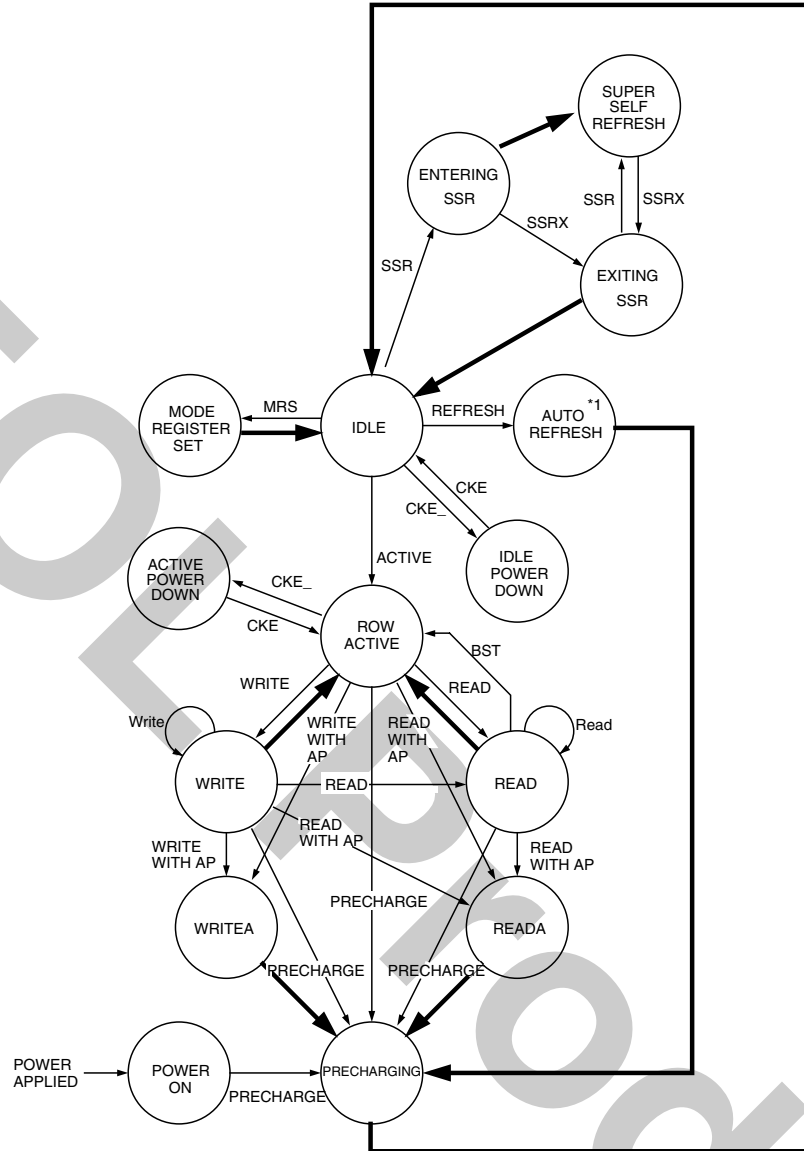 SUPER
SELF
REFRESH
ENTERING
SSR
SSR
SSRX
SSRX
SSR
EXITING
SSR
MODE
REGISTER
SET
MRS
IDLE
REFRESH
AUTO *1
REFRESH
CKE
CKE_
ACTIVE
IDLE
POWER
DOWN
ACTIVE
POWER
DOWN
CKE_
CKE
ROW
ACTIVE
BST
WRITE
READ
Write
WRITE
WITH
AP
READ
WITH
AP
Read
WRITE
READ
READ
READ
WITH AP
WRITE
WITH AP
READ
WITH AP
WRITEA
PRECHARGE
READA
PRECHARGE
PRECHARGE
POWER
APPLIED
POWER
ON
PRECHARGE
PRECHARGING
OL Prod